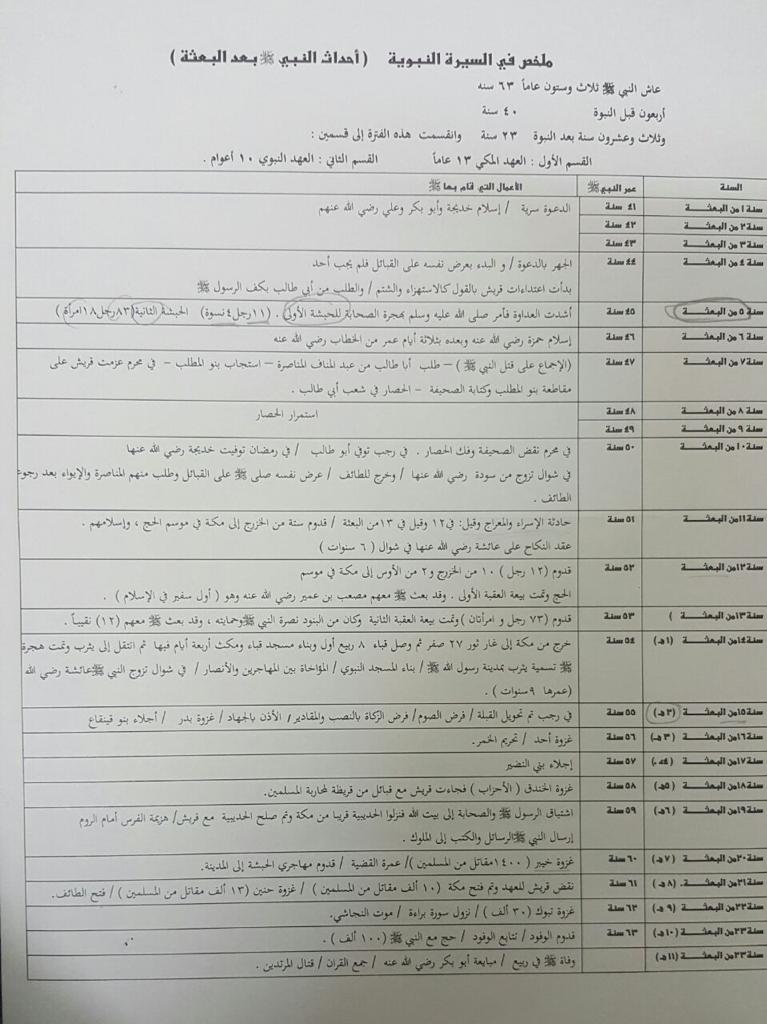 ملخص في السيرة النبوية ( أحداث النبي ﷺ بعد البعثة )
عاش النبي ﷺ ثلاث وستون عاماً ٦٣ سنه
أربعون قبل النبوة ٤٠ سنة
وثلاث وعشرون سنة بعد النبوة ٢٣ سنة وانقسمت هذه الفترة إلى قسمين :
القسم الأول : العهد المكي ١٣ عاماً القسم الثاني : العهد النبوي ١٠ أعوام .
السنة عمر النبي ﷺ الأعمال التي قام بها ﷺ
سنة ١ من البعثة ٤١ سنة الدعوة سرية / إسلام خديجة وأبو بكر وعلي رضي الله عنهم
سنة ٢ من البعثة ٤٢ سنة
سنة ٣ من البعثة ٤٣ سنة
سنة ٤ من البعثة ٤٤ سنة الجهر بالدعوة / و البدء بعرض نفسه على القبائل فلم يجب أحد
بدأت اعتداءات قريش بالقول كالاستهزاء والشتم / والطلب من أبي طالب بكف الرسول ﷺ
سنة ٥ من البعثة ٤٥ سنة أشتدت العداوة فأمر صلى الله عليه وسلم بهجرة الصحابة للحبشة الأولى . (١١رجل٤ نسوة) الحبشة الثانية (٨٣رجل١٨امرأة )
سنة ٦ من البعثة ٤٦ سنة إسلام حمزة رضي الله عنه وبعده بثلاثة أيام عمر من الخطاب رضي الله عنه
سنة ٧ من البعثة ٤٧ سنة (الإجماع على قتل النبي ﷺ ) – طلب أبا طالب من عبد المناف المناصرة – استجاب بنو المطلب – في محرم عزمت قريش على
مقاطعة بنو المطلب وكتابة الصحيفة – الحصار في شعب أبي طالب .
سنة ٨ من البعثة ٤٨ سنة استمرار الحصار
سنة ٩ من البعثة ٤٩ سنة
سنة ١٠ من البعثة ٥٠ سنة في محرم نقض الصحيفة وفك الحصار . في رجب توفي أبو طالب / في رمضان توفيت خديجة رضي الله عنها
في شوال تزوج من سودة رضي الله عنها / وخرج للطائف / عرض نفسه صلى ﷺ على القبائل وطلب منهم المناصرة والإيواء بعد رجوع
الطائف .
سنة ١١ من البعثة ٥١ سنة حادثة الإسراء والمعراج وقيل: في١٢ وقيل في ١٣من البعثة / قدوم ستة من الخزرج إلى مكة في موسم الحج ، وإسلامهم .
عقد النكاح على عائشة رضي الله عنها في شوال ( ٦ سنوات )
سنة ١٢ من البعثة ٥٢ سنة قدوم (١٢ رجل ) ١٠ من الخزرج و٢ من الأوس إلى مكة في موسم
الحج وتمت بيعة العقبة الأولى . وقد بعث ﷺ معهم مصعب بن عمير رضي الله عنه وهو ( أول سفير في الإسلام ) .
سنة ١٣ من البعثة ) ٥٣ سنة قدوم (٧٣ رجل و امرأتان )وتمت بيعة العقبة الثانية وكان من البنود نصرة النبي ﷺ وحمايته ، وقد بعث ﷺ معهم (١٢) نقيباً .
سنة ١٤ من البعثة (١هـ) ٥٤ سنة خرج من مكة إلى غار ثور ٢٧ صفر ثم وصل قباء ٨ ربيع أول وبناء مسجد قباء ومكث أربعة أيام فيها ثم انتقل إلى يثرب وتمت هجرة
ﷺ تسمية يثرب بمدينة رسول الله ﷺ / بناء المسجد النبوي / المؤاخاة بين المهاجرين والأنصار / في شوال تزوج النبي ﷺ عائشة رضي الله
(عمرها ٩ سنوات ) .
سنة ١٥ من البعثة (٢هـ) ٥٥ سنة في رجب تم تحويل القبلة / فرض الصوم/ فرض الزكاة بالنصب والمقادير/ الأذن بالجهاد/ غزوة بدر / أجلاء بنو قينقاع
سنة ١٦ من البعثة (٣هـ) ٥٦ سنة غزوة أحد / تحريم الخمر.
سنة ١٧ من البعثة (٤هـ) ٥٧ سنة إجلاء بني النضير
سنة ١٨ من البعثة (٥هـ) ٥٨ سنة غزوة الخندق ( الأحزاب ) فجاءت قريش مع قبائل من قريظة لمحاربة المسلمين.
سنة ١٩ من البعثة (٦هـ) ٥٩ سنة اشتباق الرسول ﷺ والصحابة إلى بيت الله فنزلوا الحديبية قريبا من مكة وتم صلح الحديبية مع قريش/ هزيمة الفرس أمام الروم
إرسال النبي ﷺ الرسائل والكتب إلى الملوك .
سنة ٢٠ من البعثة (٧هـ) ٦٠ سنة غزوة خيبر ( ١٤٠٠ مقاتل من المسلمين )/ عمرة القضية / قدوم مهاجري الحبشة إلى المدينة.
سنة ٢١ من البعثة. (٨هـ) ٦١ سنة نقض قريش للعهد وتم فتح مكة (١٠ ألف مقاتل من المسلمين ) / غزوة حنين (١٣ ألف مقاتل من المسلمين ) / فتح الطائف.
سنة ٢٢ من البعثة (٩هـ) ٦٢ سنة غزوة تبوك (٣٠ ألف ) / نزول سورة براءة / موت النجاشي.
سنة ٢٣ من البعثة (١٠هـ) ٦٣ سنة قدوم الوفود / تتابع الوفود / حج مع النبي ﷺ (١٠٠ ألف ) .
سنة ٢٣ من البعثة (١١هـ) وفاة ﷺ في ربيع / مبايعة أبو بكر رضي الله عنه / جمع القران / قتال المرتدين .